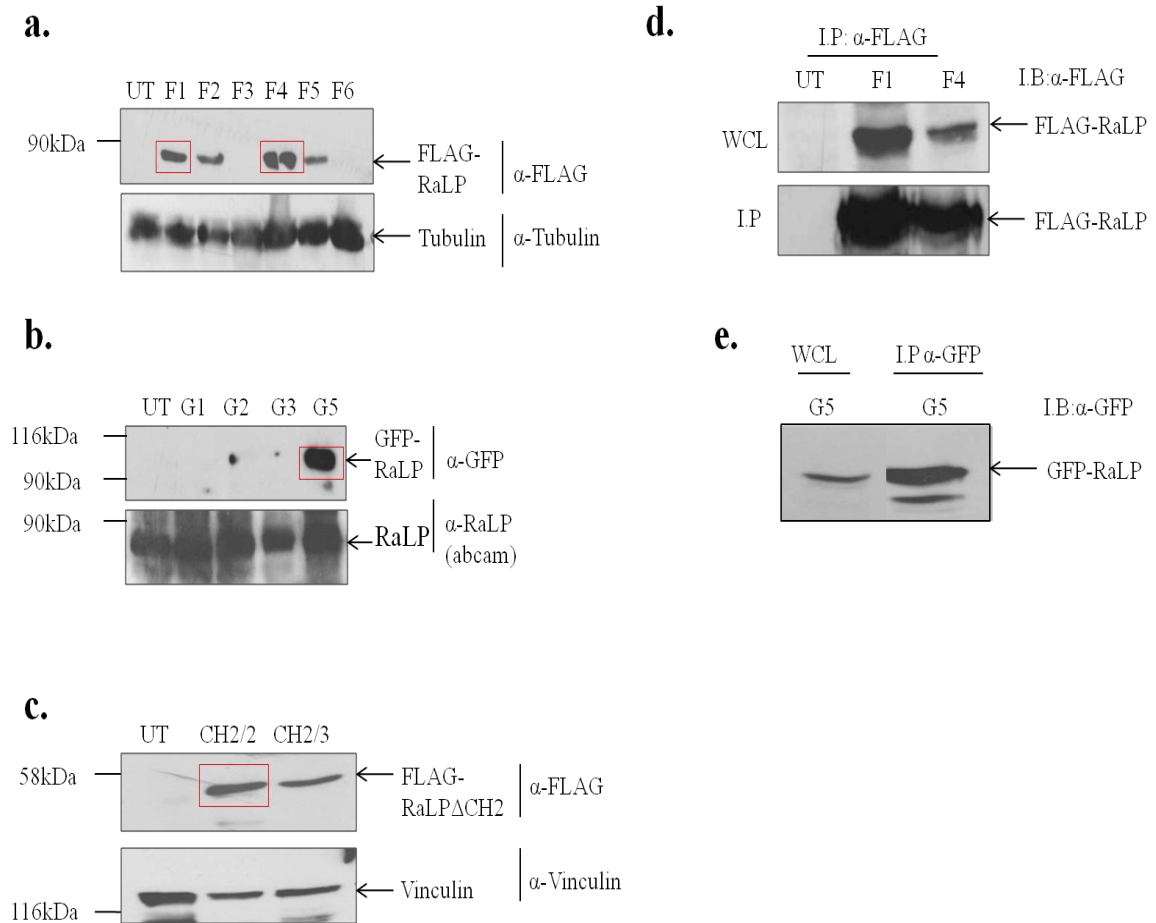 a.
UT F1 F2 F3 F4 F5 F6
90kDa
FLAG-
RaLP
α-FLAG
Tubulin
α-Tubulin
b.
UT G1 G2 G3 G5
116kDa
90kDa
GFP-
RaLP
α-GFP
90kDa
RaLP
α-RaLP
(abcam)
c.
UT CH2/2 CH2/3
58kDa
FLAG-
RaLPΔCH2
α-FLAG
Vinculin
α-Vinculin
116kDa
d.
I.P: α-FLAG
UT F1 F4 I.B:α-FLAG
WCL
FLAG-RaLP
I.P
FLAG-RaLP
e.
WCL I.P α-GFP
G5 G5 I.B:α-GFP
GFP-RaLP